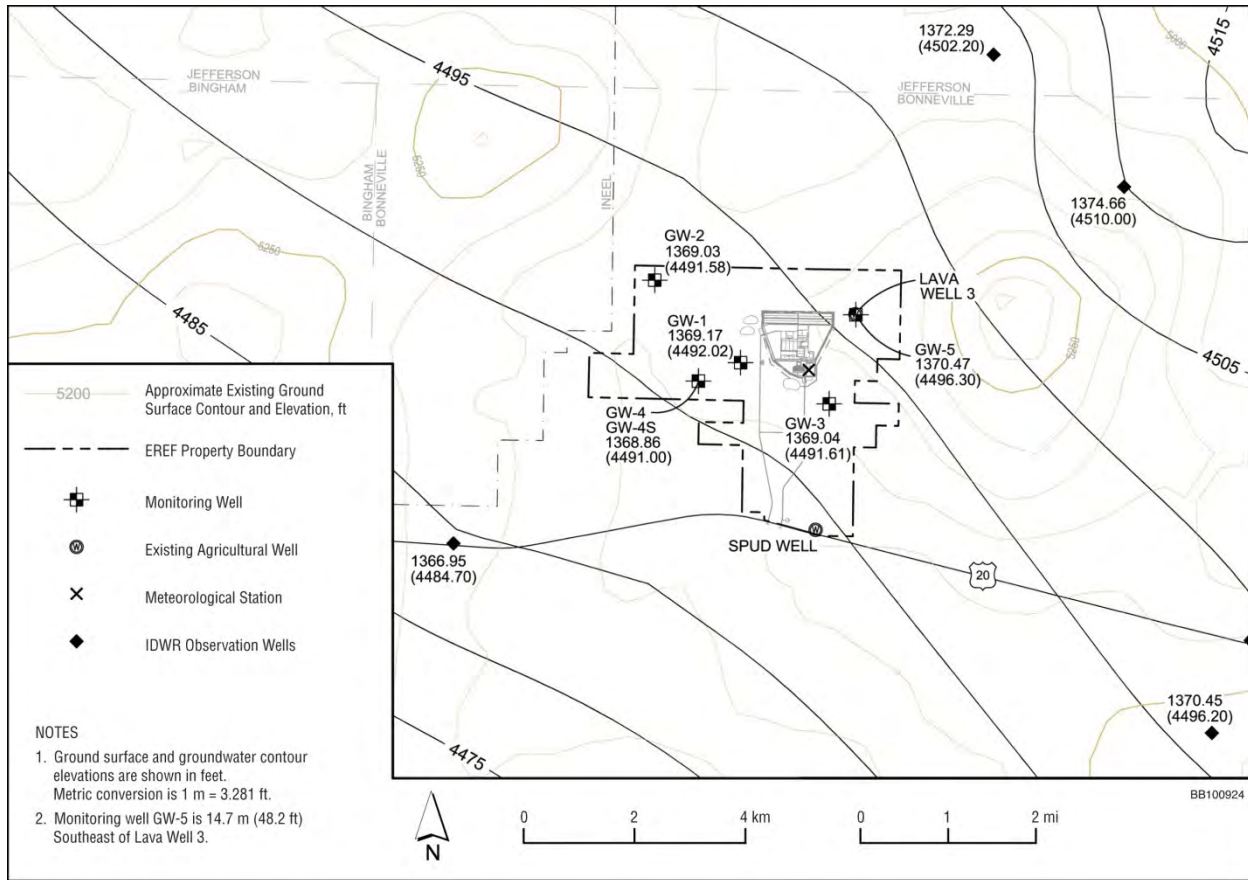 1372.29
(4502.20)
5000
4515
4495
JEFFERSON
BINGHAM
JEFFERSON
BONNEVILLE
5250
BINGHAM
BONNEVILLE
INEEL
1374.66
(4510.00)
5250
GW-2
1369.03
(4491.58)
LAVA
WELL 3
4485
GW-1
1369.17
(4492.02)
5250
GW-5
1370.47
(4496.30)
4505
5200
Approximate Existing Ground
Surface Contour and Elevation, ft
EREF Property Boundary
GW-4
GW-4S
1368.86
(4491.00)
GW-3
1369.04
(4491.61)
Monitoring Well
W
Existing Agricultural Well
W
SPUD WELL
1366.95
(4484.70)
20
Meteorological Station
IDWR Observation Wells
1370.45
(4496.20)
4475
NOTES
1. Ground surface and groundwater contour
elevations are shown in feet.
Metric conversion is 1 m = 3.281 ft.
2. Monitoring well GW-5 is 14.7 m (48.2 ft)
Southeast of Lava Well 3.
BB100924
N
0 2 4 km
0 1 2 mi